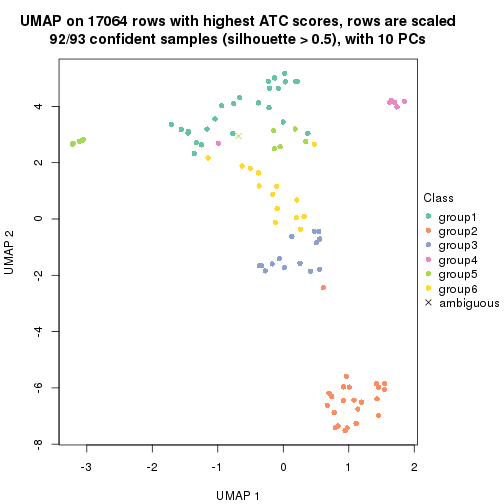 UMAP on 17064 rows with highest ATC scores, rows are scaled
92/93 confident samples (silhouette > 0.5), with 10 PCs
4
2
0
-2
-4
-6
-8
UMAP 2
-3
-2
-1
0
1
2
UMAP 1
Class
group1
group2
group3
group4
group5
group6
ambiguous